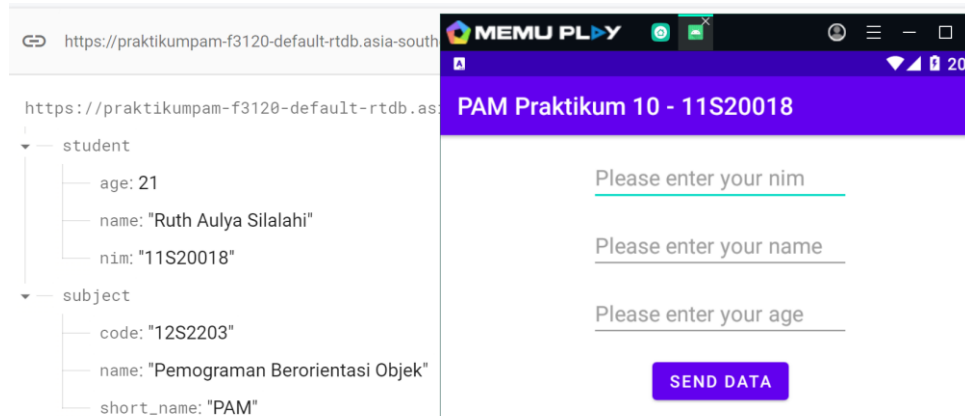 https://praktikumpam-f3120-default-rtdb.asia-south
https://praktikumpam-f3120-default-rtdb.asi
student
age: 21
name: "Ruth Aulya Silalahi"
nim: "11S20018"
subject
code: "12S2203"
name: "Pemograman Berorientasi Objek"
short_name: "PAM"
MEMU PLAY
A
20
PAM Praktikum 10 - 11S20018
Please enter your nim
Please enter your name
Please enter your age
SEND DATA